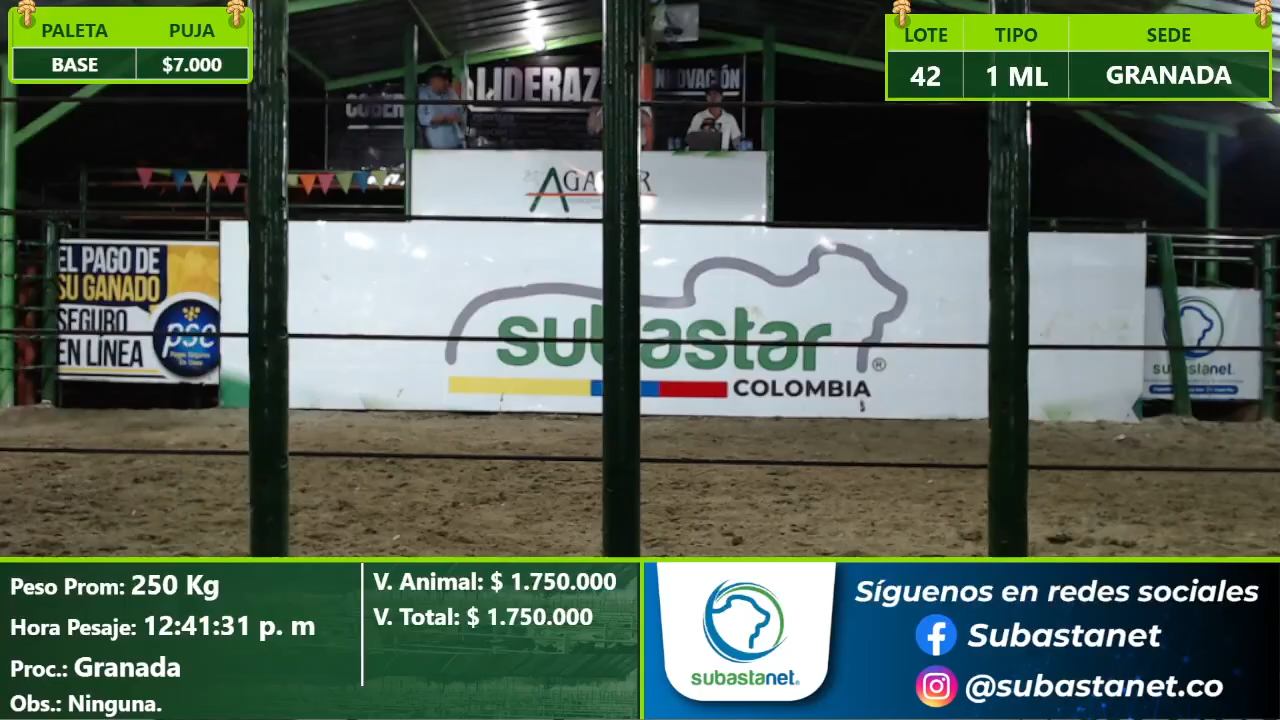 PALETA PUJA
BASE $7.000
LOTE TIPO SEDE
42 1 ML GRANADA
LIDERAZ
INNOVACIÓN
EL PAGO DE
SU GANADO
SEGURO
EN LÍNEA
pse
subastar
®
COLOMBIA
subastanet.
Peso Prom: 250 Kg
Hora Pesaje: 12:41:31 p. m
Proc.: Granada
Obs.: Ninguna.
V. Animal: $ 1.750.000
V. Total: $ 1.750.000
subastanet®
Síguenos en redes sociales
Subastanet
@subastanet.co